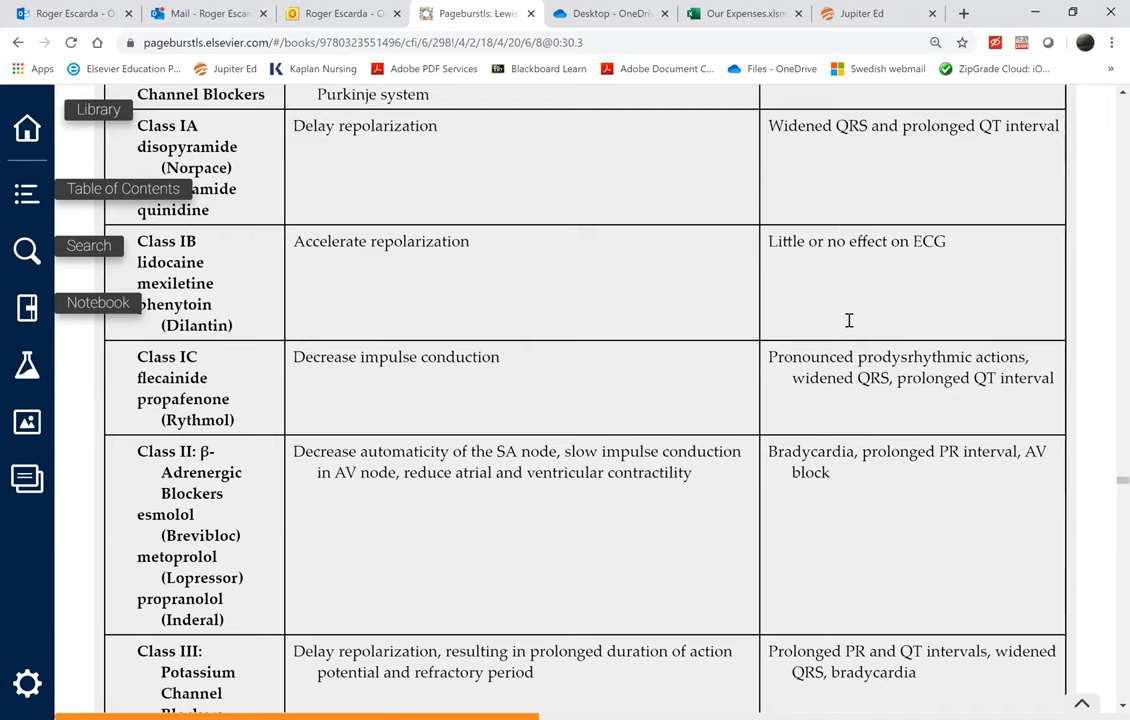 Roger Escarda - O
Mail - Roger Escar
Roger Escarda - O
Pageburstls: Lewis
Desktop - OneDriv
Our Expenses.xlsm
Jupiter Ed
pageburstls.elsevier.com/#/books/9780323551496/cfi/6/298!/4/2/18/4/20/6/8@0:30.3
Apps
Elsevier Education P...
Jupiter Ed
Kaplan Nursing
Adobe PDF Services
Blackboard Learn
Adobe Document C...
Files - OneDrive
Swedish webmail
ZipGrade Cloud: iO...
»
Library
Table of Contents
Search
Notebook
Channel Blockers
Purkinje system
Class IA
disopyramide
(Norpace)
amide
quinidine
Delay repolarization
Widened QRS and prolonged QT interval
Class IB
lidocaine
mexiletine
phenytoin
(Dilantin)
Accelerate repolarization
Little or no effect on ECG
Class IC
flecainide
propafenone
(Rythmol)
Decrease impulse conduction
Pronounced prodysrhythmic actions,
widened QRS, prolonged QT interval
Class II: β-
Adrenergic
Blockers
esmolol
(Brevibloc)
metoprolol
(Lopressor)
propranolol
(Inderal)
Decrease automaticity of the SA node, slow impulse conduction
in AV node, reduce atrial and ventricular contractility
Bradycardia, prolonged PR interval, AV
block
Class III:
Potassium
Channel
Delay repolarization, resulting in prolonged duration of action
potential and refractory period
Prolonged PR and QT intervals, widened
QRS, bradycardia